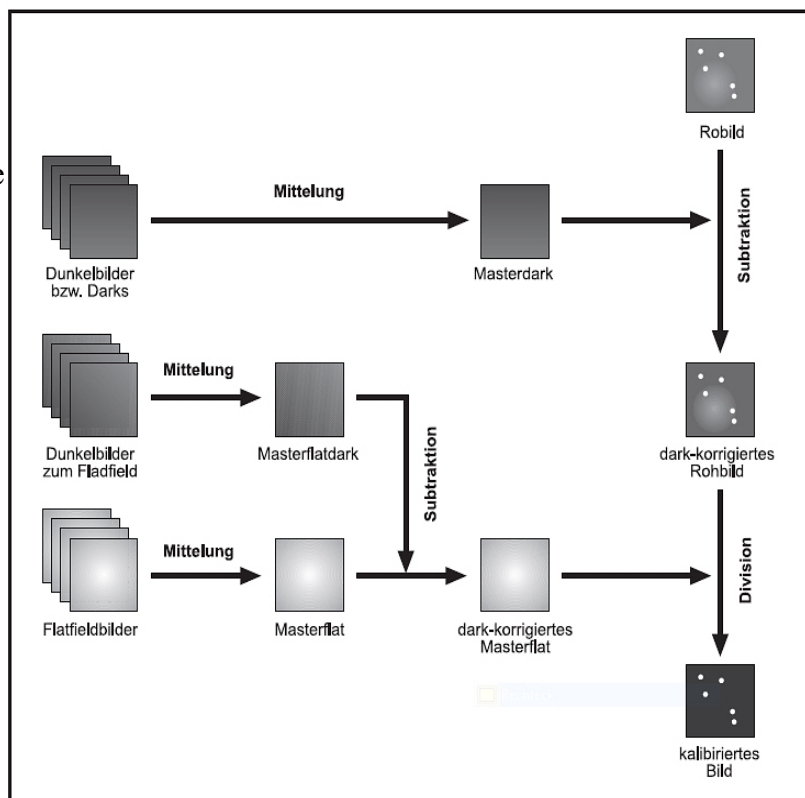 Robild
e
Mittelung
Subtraktion
Dunkelbilder
bzw. Darks
Masterdark
Mittelung
Dunkelbilder
zum Fladfield
Masterflatdark
Subtraktion
dark-korrigiertes
Rohbild
Mittelung
Division
Flatfieldbilder
Masterflat
dark-korrigiertes
Masterflat
kalibiriertes
Bild